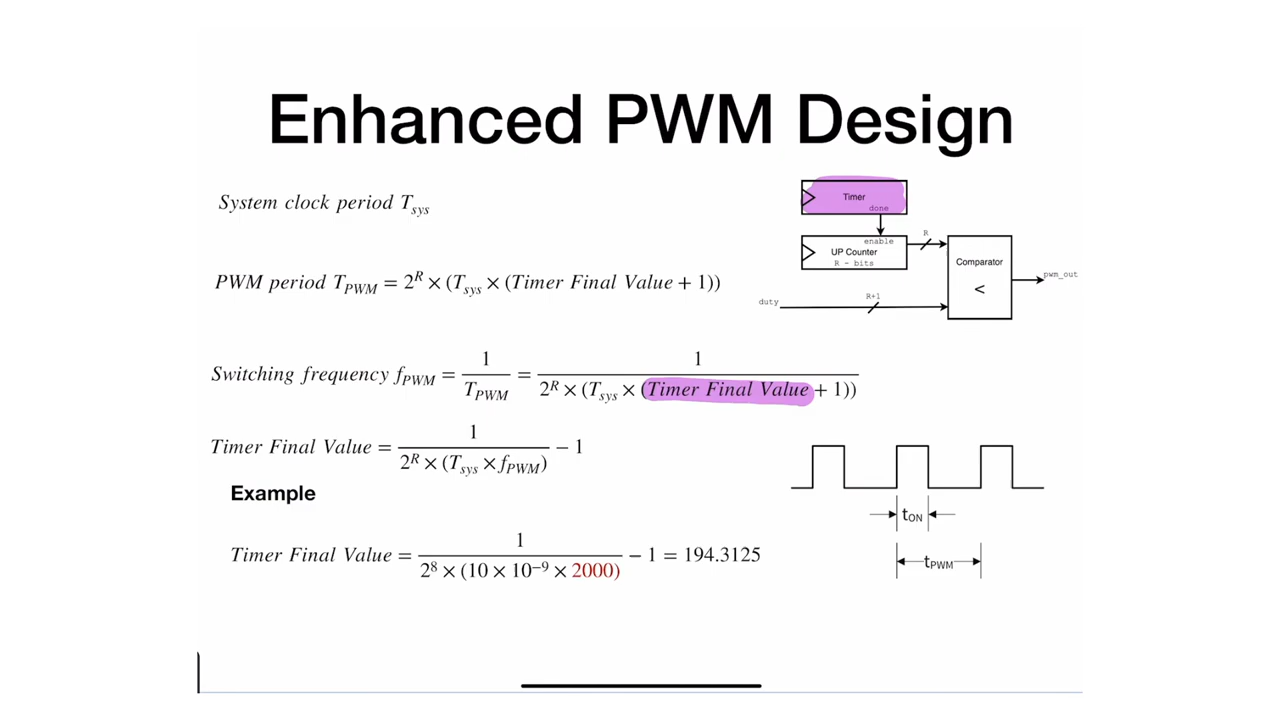 Enhanced PWM Design
System clock period T_sys
PWM period T_PWM = 2^R × (T_sys × (Timer Final Value + 1))
Switching frequency f_PWM = 1 / T_PWM = 1 / (2^R × (T_sys × (Timer Final Value + 1)))
Timer Final Value = 1 / (2^R × (T_sys × f_PWM)) − 1
Example
Timer Final Value = 1 / (2^8 × (10 × 10^−9 × 2000)) − 1 = 194.3125
Timer
done
enable
UP Counter
R - bits
R
Comparator
<
pwm_out
duty
R+1
t_ON
t_PWM